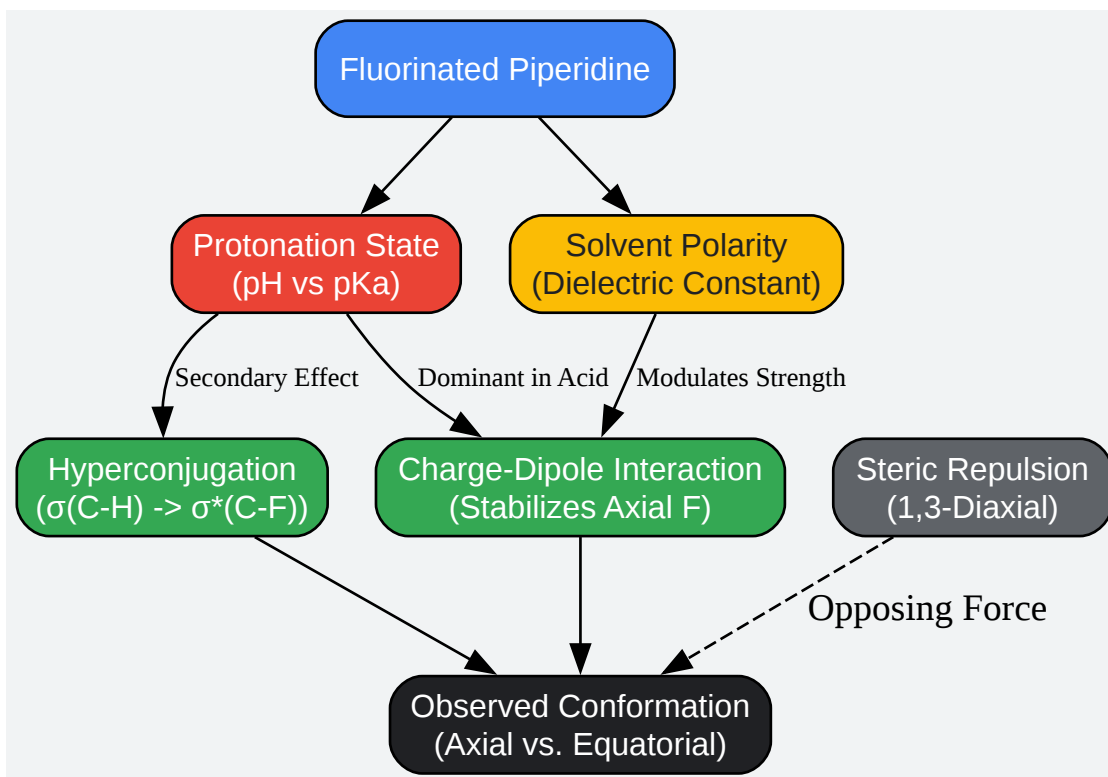 Fluorinated Piperidine
Protonation State
(pH vs pKa)
Solvent Polarity
(Dielectric Constant)
Secondary Effect
Dominant in Acid
Modulates Strength
Hyperconjugation
(σ(C-H) -> σ*(C-F))
Charge-Dipole Interaction
(Stabilizes Axial F)
Steric Repulsion
(1,3-Diaxial)
Opposing Force
Observed Conformation
(Axial vs. Equatorial)